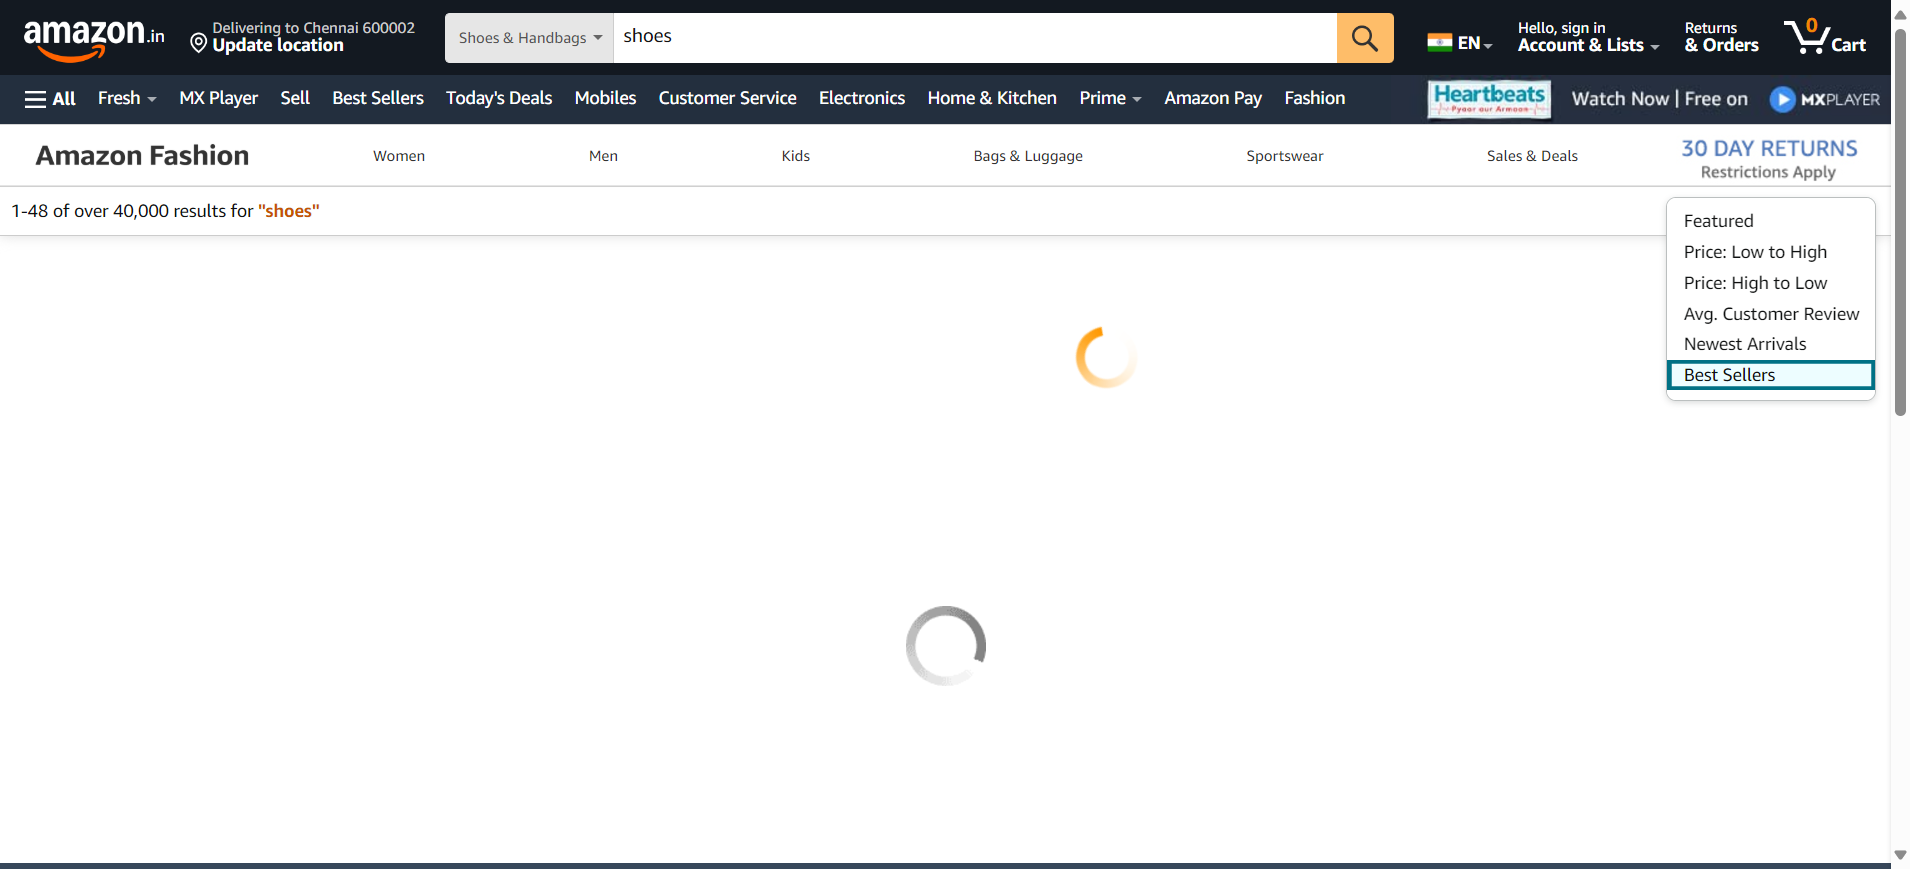 amazon.in
Delivering to Chennai 600002
Update location
Shoes & Handbags
shoes
EN
Hello, sign in
Account & Lists
Returns
& Orders
0
Cart
All
Fresh
MX Player
Sell
Best Sellers
Today's Deals
Mobiles
Customer Service
Electronics
Home & Kitchen
Prime
Amazon Pay
Fashion
Heartbeats
Pyaar aur Armaan
Watch Now | Free on
MXPLAYER
Amazon Fashion
Women
Men
Kids
Bags & Luggage
Sportswear
Sales & Deals
30 DAY RETURNS
Restrictions Apply
1-48 of over 40,000 results for "shoes"
Featured
Price: Low to High
Price: High to Low
Avg. Customer Review
Newest Arrivals
Best Sellers